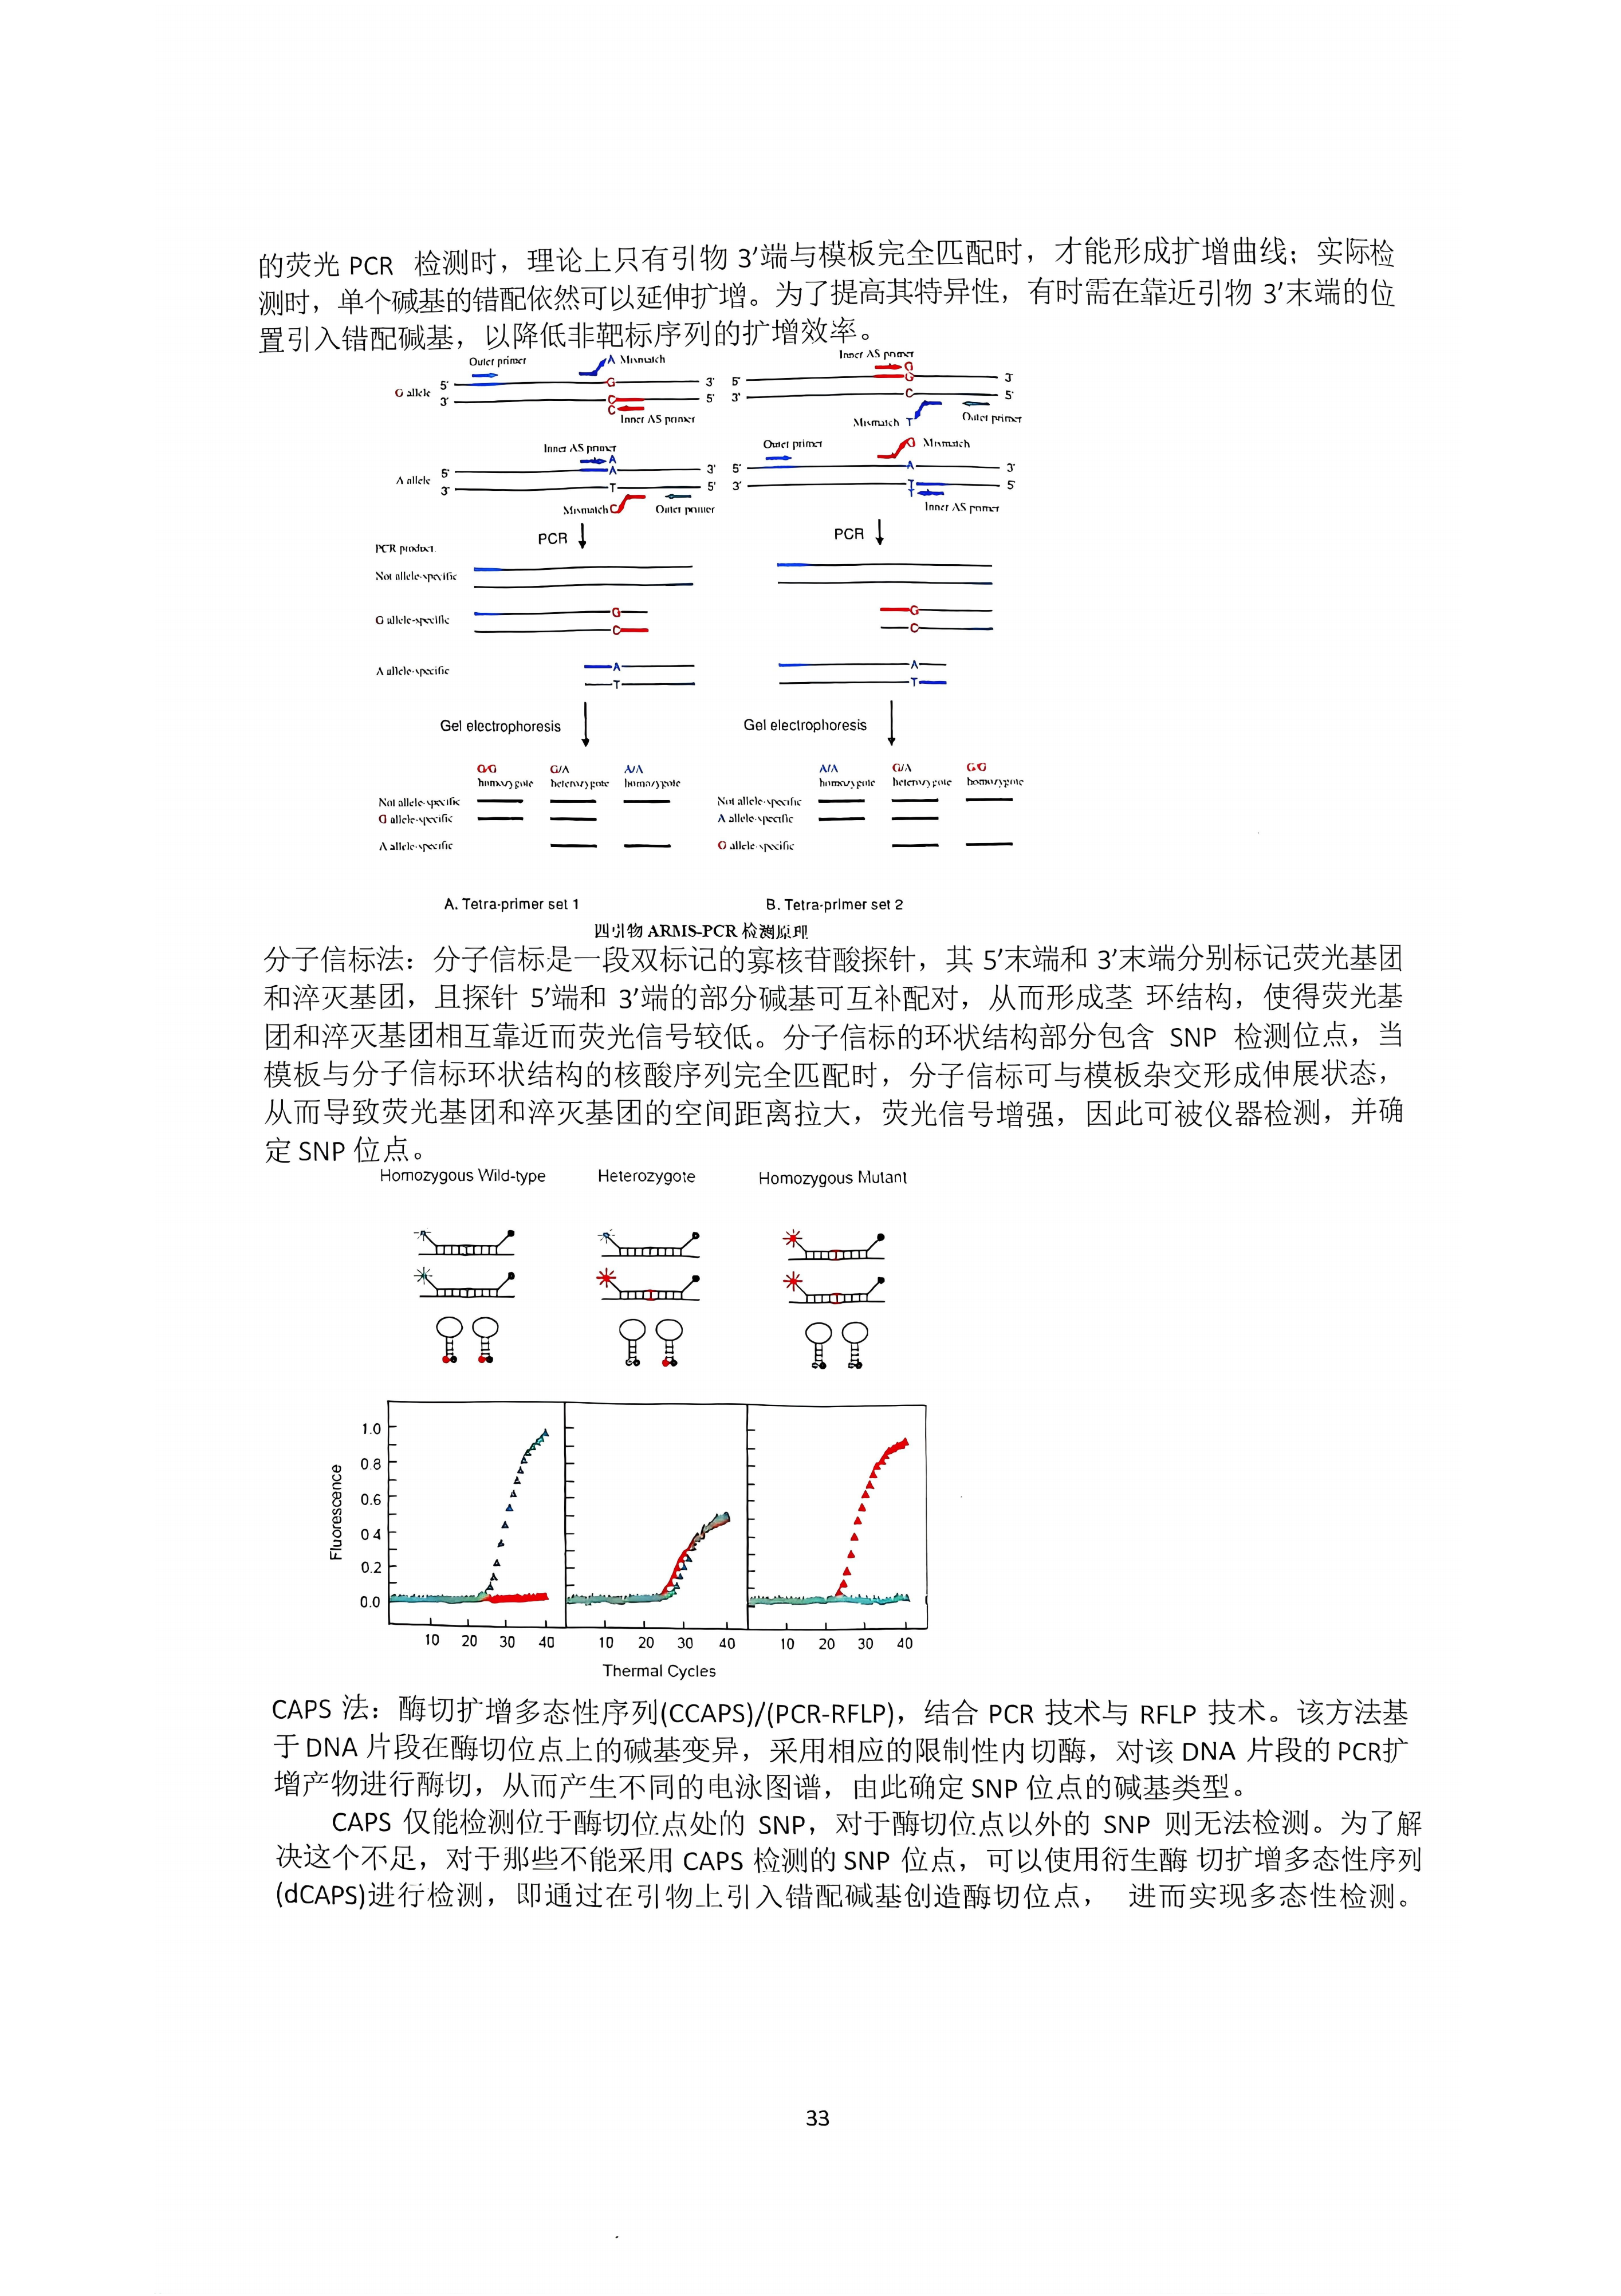 的荧光 PCR 检测时，理论上只有引物 3′端与模板完全匹配时，才能形成扩增曲线；实际检
测时，单个碱基的错配依然可以延伸扩增。为了提高其特异性，有时需在靠近引物 3′末端的位
置引入错配碱基，以降低非靶标序列的扩增效率。
Outer primer
A Mismatch
Inner AS primer
G
G allele
5′
G
3′
5′
G
3′
3′
C
5′
3′
C
5′
C
Inner AS primer
Mismatch T
Outer primer
Inner AS primer
A
Outer primer
G Mismatch
A allele
5′
A
3′
5′
A
3′
3′
T
5′
3′
T
5′
T
Mismatch C
Outer primer
Inner AS primer
PCR
PCR
PCR product
Not allele-specific
G allele-specific
G
C
G
C
A allele-specific
A
T
A
T
Gel electrophoresis
Gel electrophoresis
G/G
G/A
A/A
A/A
G/A
G/G
homozygote
heterozygote
homozygote
homozygote
heterozygote
homozygote
Not allele-specific
Not allele-specific
G allele-specific
A allele-specific
A allele-specific
G allele-specific
A. Tetra-primer set 1
B. Tetra-primer set 2
四引物 ARMS-PCR 检测原理
分子信标法：分子信标是一段双标记的寡核苷酸探针，其 5′末端和 3′末端分别标记荧光基团
和淬灭基团，且探针 5′端和 3′端的部分碱基可互补配对，从而形成茎 环结构，使得荧光基
团和淬灭基团相互靠近而荧光信号较低。分子信标的环状结构部分包含 SNP 检测位点，当
模板与分子信标环状结构的核酸序列完全匹配时，分子信标可与模板杂交形成伸展状态，
从而导致荧光基团和淬灭基团的空间距离拉大，荧光信号增强，因此可被仪器检测，并确
定 SNP 位点。
Homozygous Wild-type
Heterozygote
Homozygous Mutant
Fluorescence
1.0
0.8
0.6
0.4
0.2
0.0
10 20 30 40
10 20 30 40
10 20 30 40
Thermal Cycles
CAPS 法：酶切扩增多态性序列(CCAPS)/(PCR-RFLP)，结合 PCR 技术与 RFLP 技术。该方法基
于 DNA 片段在酶切位点上的碱基变异，采用相应的限制性内切酶，对该 DNA 片段的 PCR扩
增产物进行酶切，从而产生不同的电泳图谱，由此确定 SNP 位点的碱基类型。
CAPS 仅能检测位于酶切位点处的 SNP，对于酶切位点以外的 SNP 则无法检测。为了解
决这个不足，对于那些不能采用 CAPS 检测的 SNP 位点，可以使用衍生酶 切扩增多态性序列
(dCAPS)进行检测，即通过在引物上引入错配碱基创造酶切位点， 进而实现多态性检测。
33